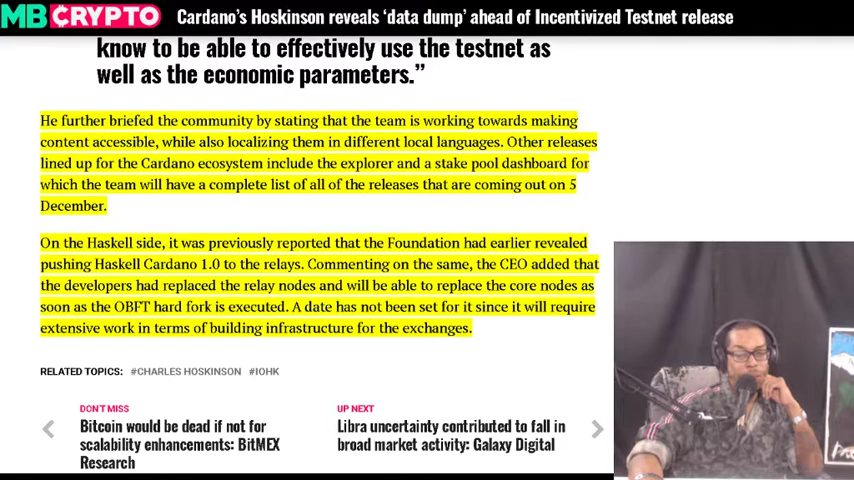 MBCRYPTO
Cardano's Hoskinson reveals 'data dump' ahead of Incentivized Testnet release
know to be able to effectively use the testnet as
well as the economic parameters."
He further briefed the community by stating that the team is working towards making
content accessible, while also localizing them in different local languages. Other releases
lined up for the Cardano ecosystem include the explorer and a stake pool dashboard for
which the team will have a complete list of all of the releases that are coming out on 5
December.
On the Haskell side, it was previously reported that the Foundation had earlier revealed
pushing Haskell Cardano 1.0 to the relays. Commenting on the same, the CEO added that
the developers had replaced the relay nodes and will be able to replace the core nodes as
soon as the OBFT hard fork is executed. A date has not been set for it since it will require
extensive work in terms of building infrastructure for the exchanges.
RELATED TOPICS: #CHARLES HOSKINSON #IOHK
DON'T MISS
Bitcoin would be dead if not for
scalability enhancements: BitMEX
Research
UP NEXT
Libra uncertainty contributed to fall in
broad market activity: Galaxy Digital